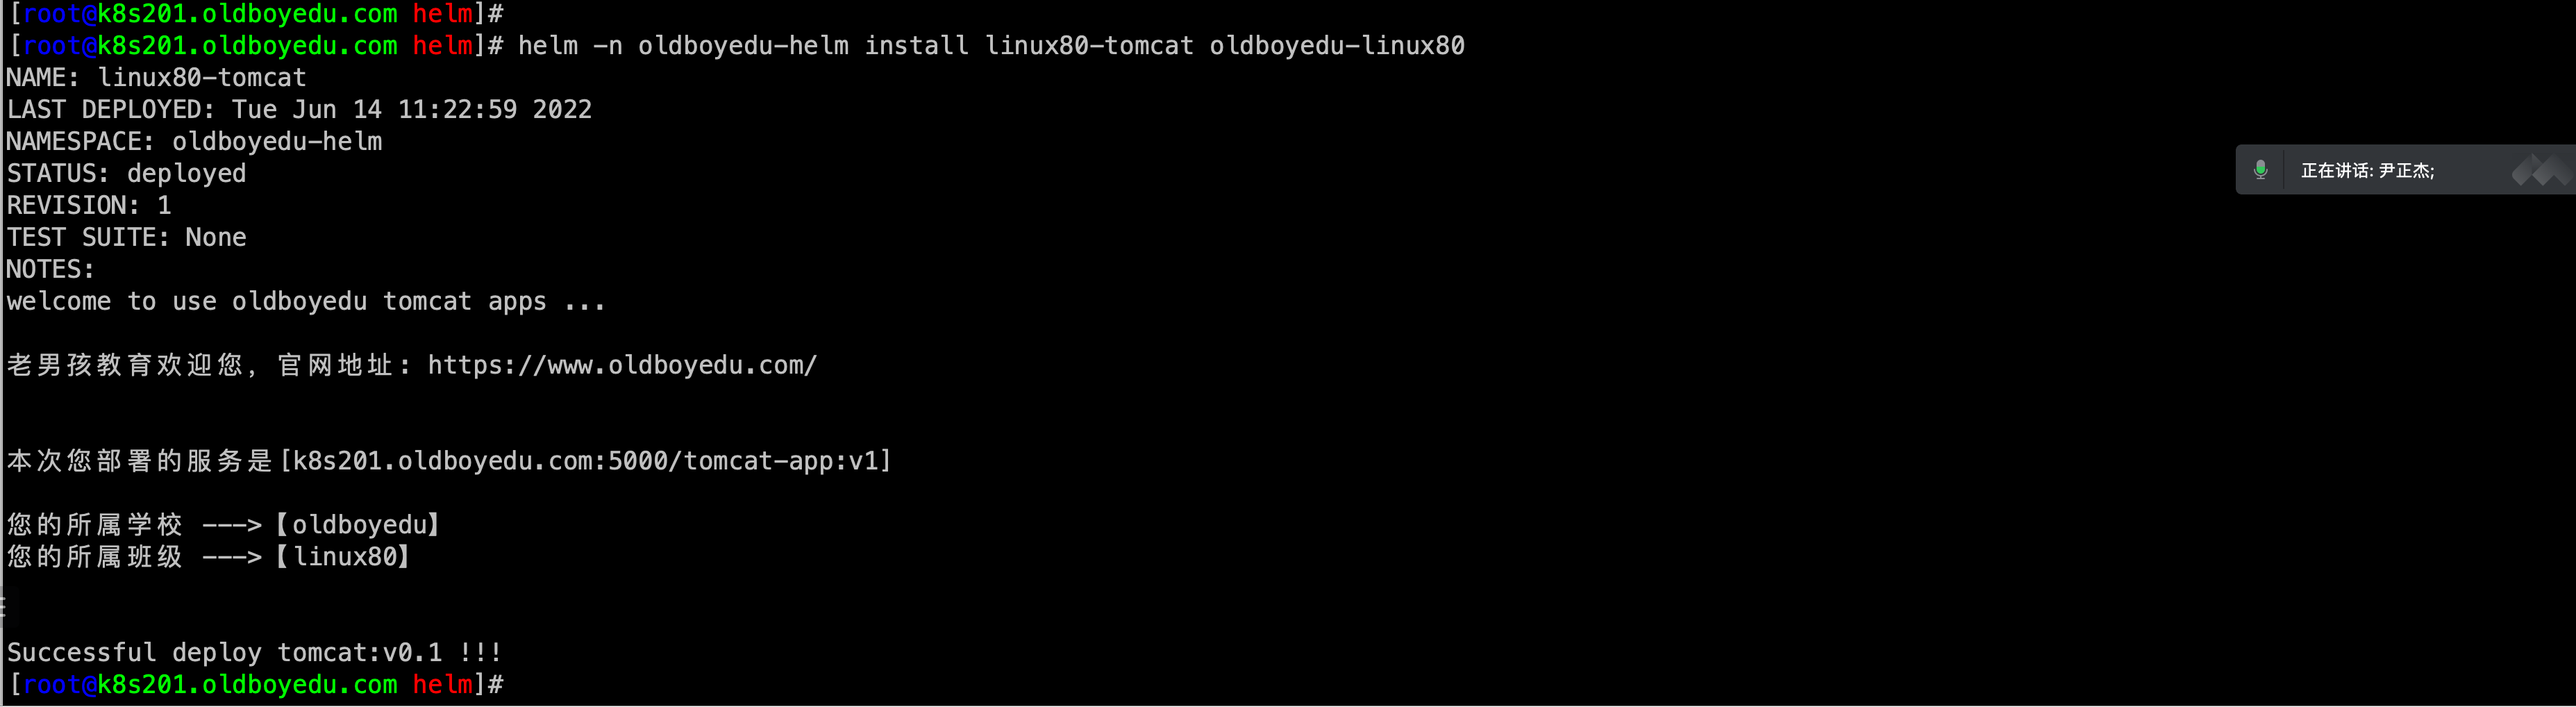 [root@k8s201.oldboyedu.com helm]#
[root@k8s201.oldboyedu.com helm]# helm -n oldboyedu-helm install linux80-tomcat oldboyedu-linux80
NAME: linux80-tomcat
LAST DEPLOYED: Tue Jun 14 11:22:59 2022
NAMESPACE: oldboyedu-helm
正在讲话: 尹正杰;
STATUS: deployed
REVISION: 1
TEST SUITE: None
NOTES:
welcome to use oldboyedu tomcat apps ...
老男孩教育欢迎您，官网地址: https://www.oldboyedu.com/
本次您部署的服务是[k8s201.oldboyedu.com:5000/tomcat-app:v1]
您的所属学校 --->【oldboyedu】
您的所属班级 --->【linux80】
Successful deploy tomcat:v0.1 !!!
[root@k8s201.oldboyedu.com helm]#